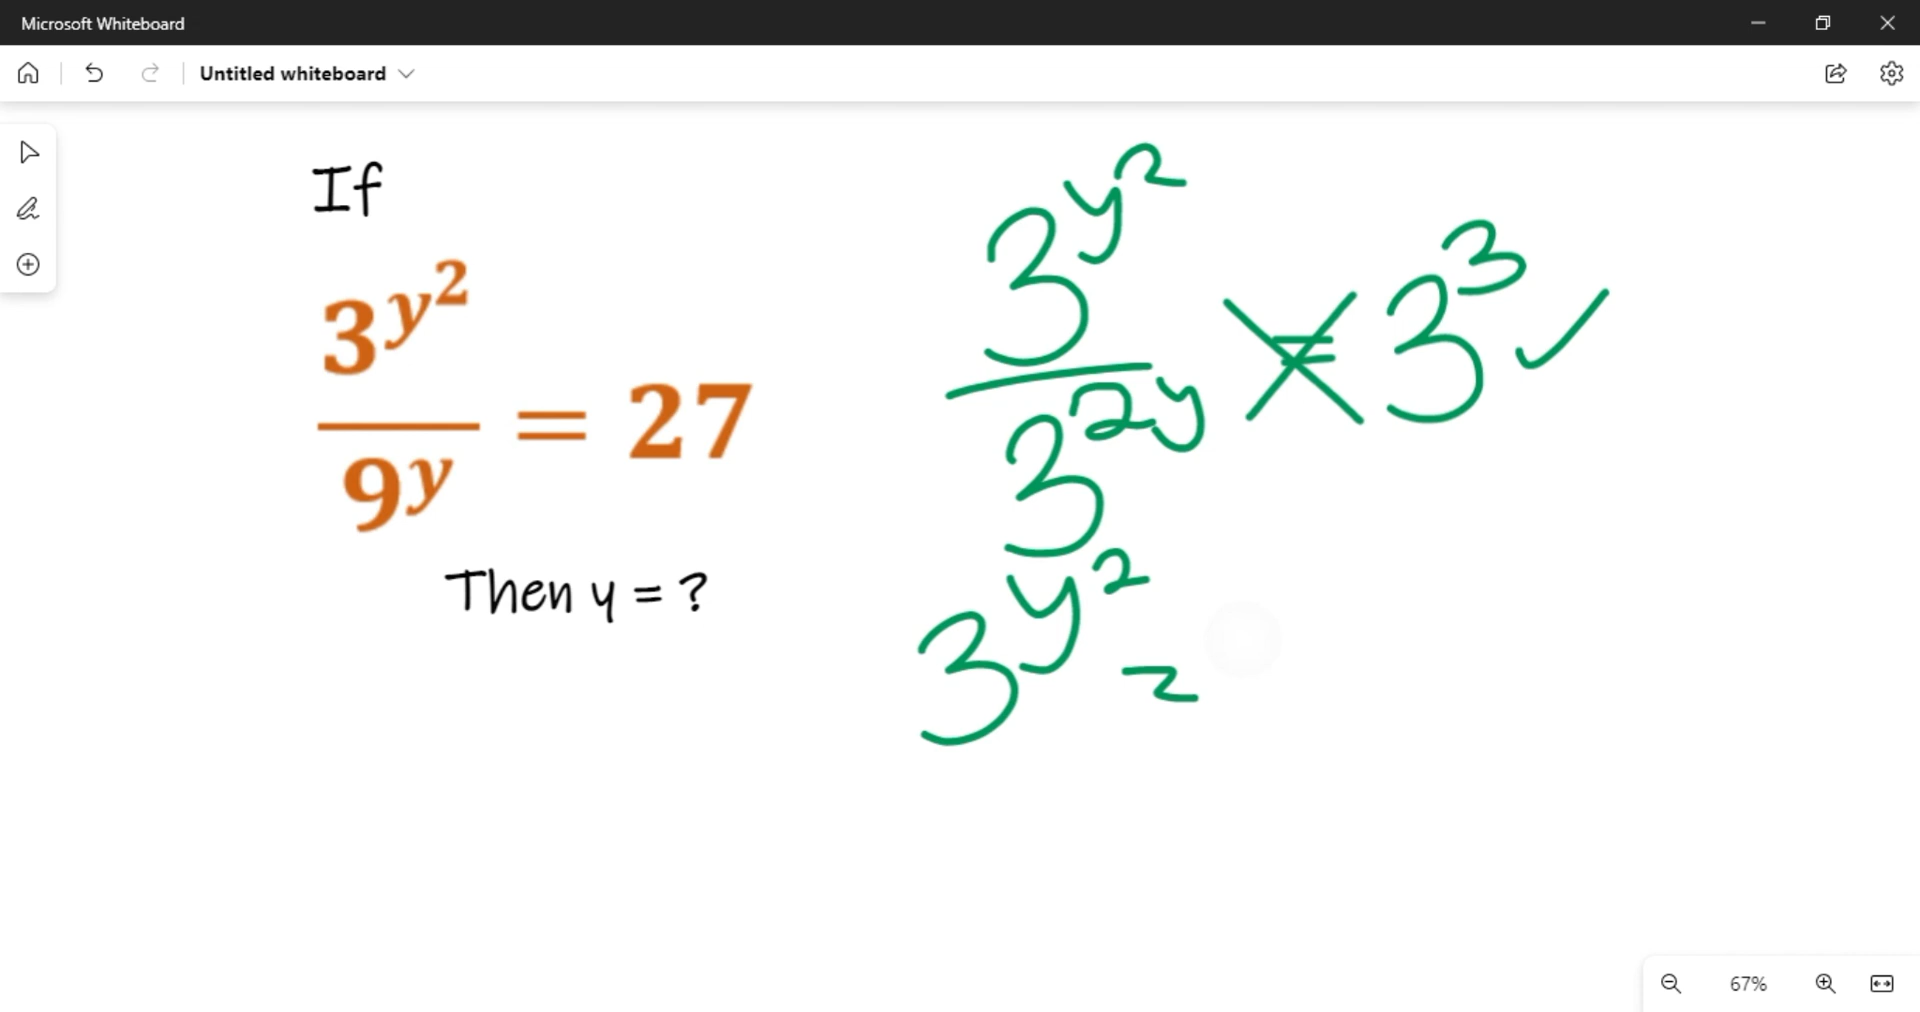 Microsoft Whiteboard
Untitled whiteboard
If
3^{y^2}
9^y
= 27
Then y = ?
3^{y^2}
3^{2y}
= 3^3 ✓
3^{y^2} =
67%